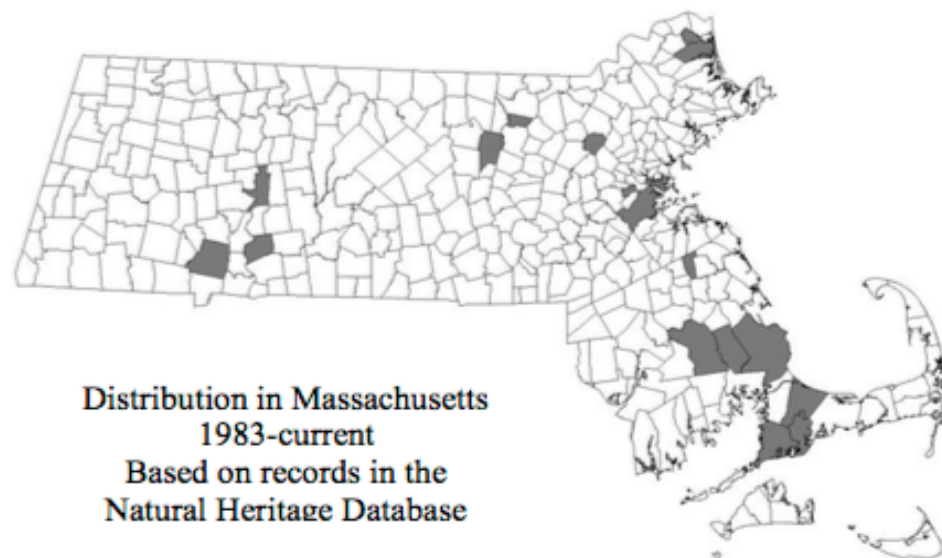 Distribution in Massachusetts
1983-current
Based on records in the
Natural Heritage Database